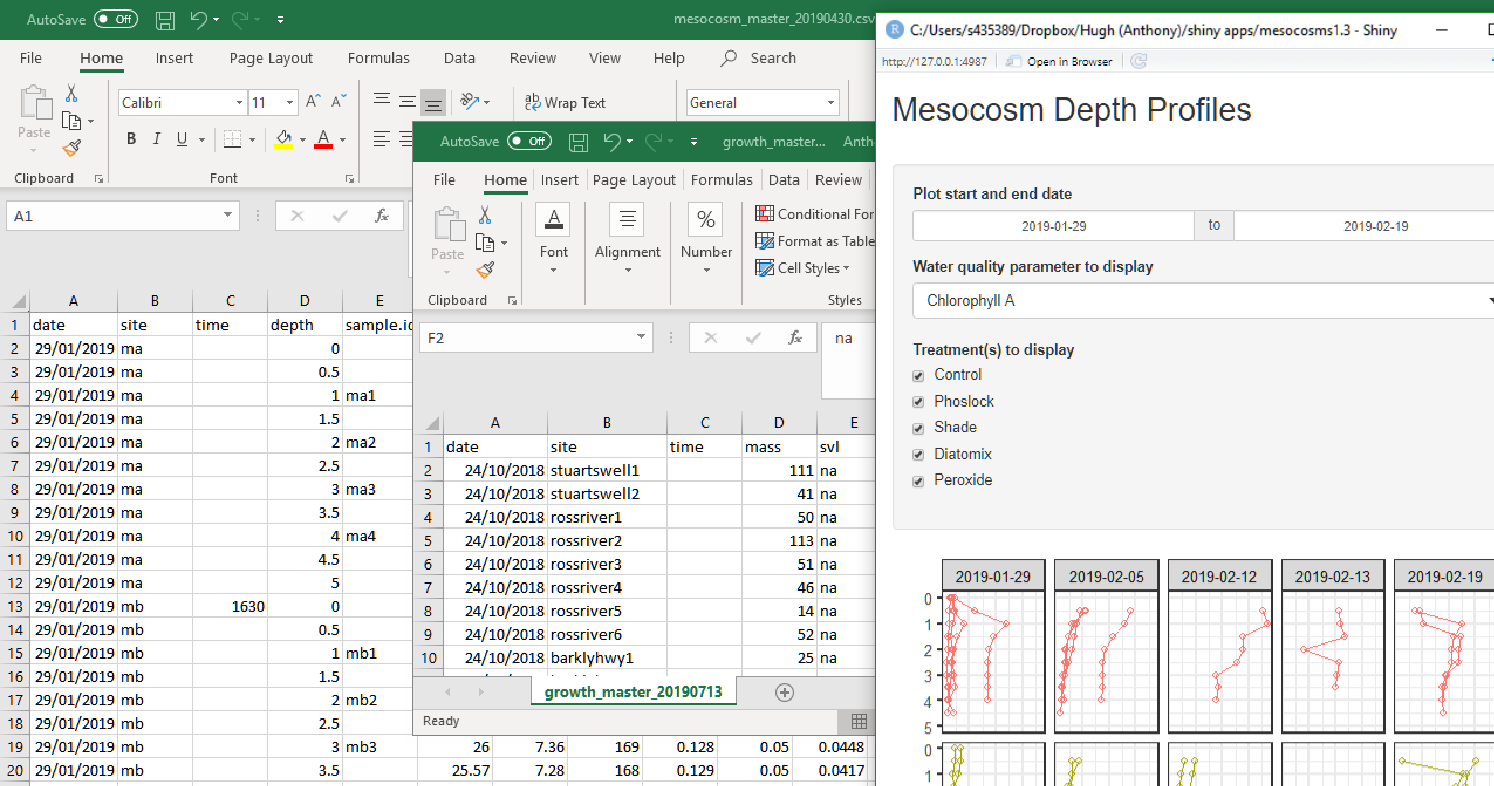 AutoSave Off
mesocosm_master_20190430.csv
File Home Insert Page Layout Formulas Data Review View Help Search
Paste
Calibri 11 A A
B I U A
ab Wrap Text
General
Clipboard
Font
A1
fx
A B C D E
1 date site time depth sample.id
2 29/01/2019 ma 0
3 29/01/2019 ma 0.5
4 29/01/2019 ma 1 ma1
5 29/01/2019 ma 1.5
6 29/01/2019 ma 2 ma2
7 29/01/2019 ma 2.5
8 29/01/2019 ma 3 ma3
9 29/01/2019 ma 3.5
10 29/01/2019 ma 4 ma4
11 29/01/2019 ma 4.5
12 29/01/2019 ma 5
13 29/01/2019 mb 1630 0
14 29/01/2019 mb 0.5
15 29/01/2019 mb 1 mb1
16 29/01/2019 mb 1.5
17 29/01/2019 mb 2 mb2
18 29/01/2019 mb 2.5
19 29/01/2019 mb 3 mb3 26 7.36 169 0.128 0.05 0.0448
20 29/01/2019 mb 3.5 25.57 7.28 168 0.129 0.05 0.0417
AutoSave Off growth_master... Anth
File Home Insert Page Layout Formulas Data Review
Paste
A
Font
Alignment
%
Number
Conditional For
Format as Table
Cell Styles
Clipboard
Styles
F2
fx
na
A B C D E
1 date site time mass svl
2 24/10/2018 stuartswell1 111 na
3 24/10/2018 stuartswell2 41 na
4 24/10/2018 rossriver1 50 na
5 24/10/2018 rossriver2 113 na
6 24/10/2018 rossriver3 51 na
7 24/10/2018 rossriver4 46 na
8 24/10/2018 rossriver5 14 na
9 24/10/2018 rossriver6 52 na
10 24/10/2018 barklyhwy1 25 na
growth_master_20190713
Ready
R C:/Users/s435389/Dropbox/Hugh (Anthony)/shiny apps/mesocosms1.3 - Shiny
http://127.0.0.1:4987 Open in Browser
Mesocosm Depth Profiles
Plot start and end date
2019-01-29 to 2019-02-19
Water quality parameter to display
Chlorophyll A
Treatment(s) to display
Control
Phoslock
Shade
Diatomix
Peroxide
2019-01-29 2019-02-05 2019-02-12 2019-02-13 2019-02-19
0
1
2
3
4
5
0
1